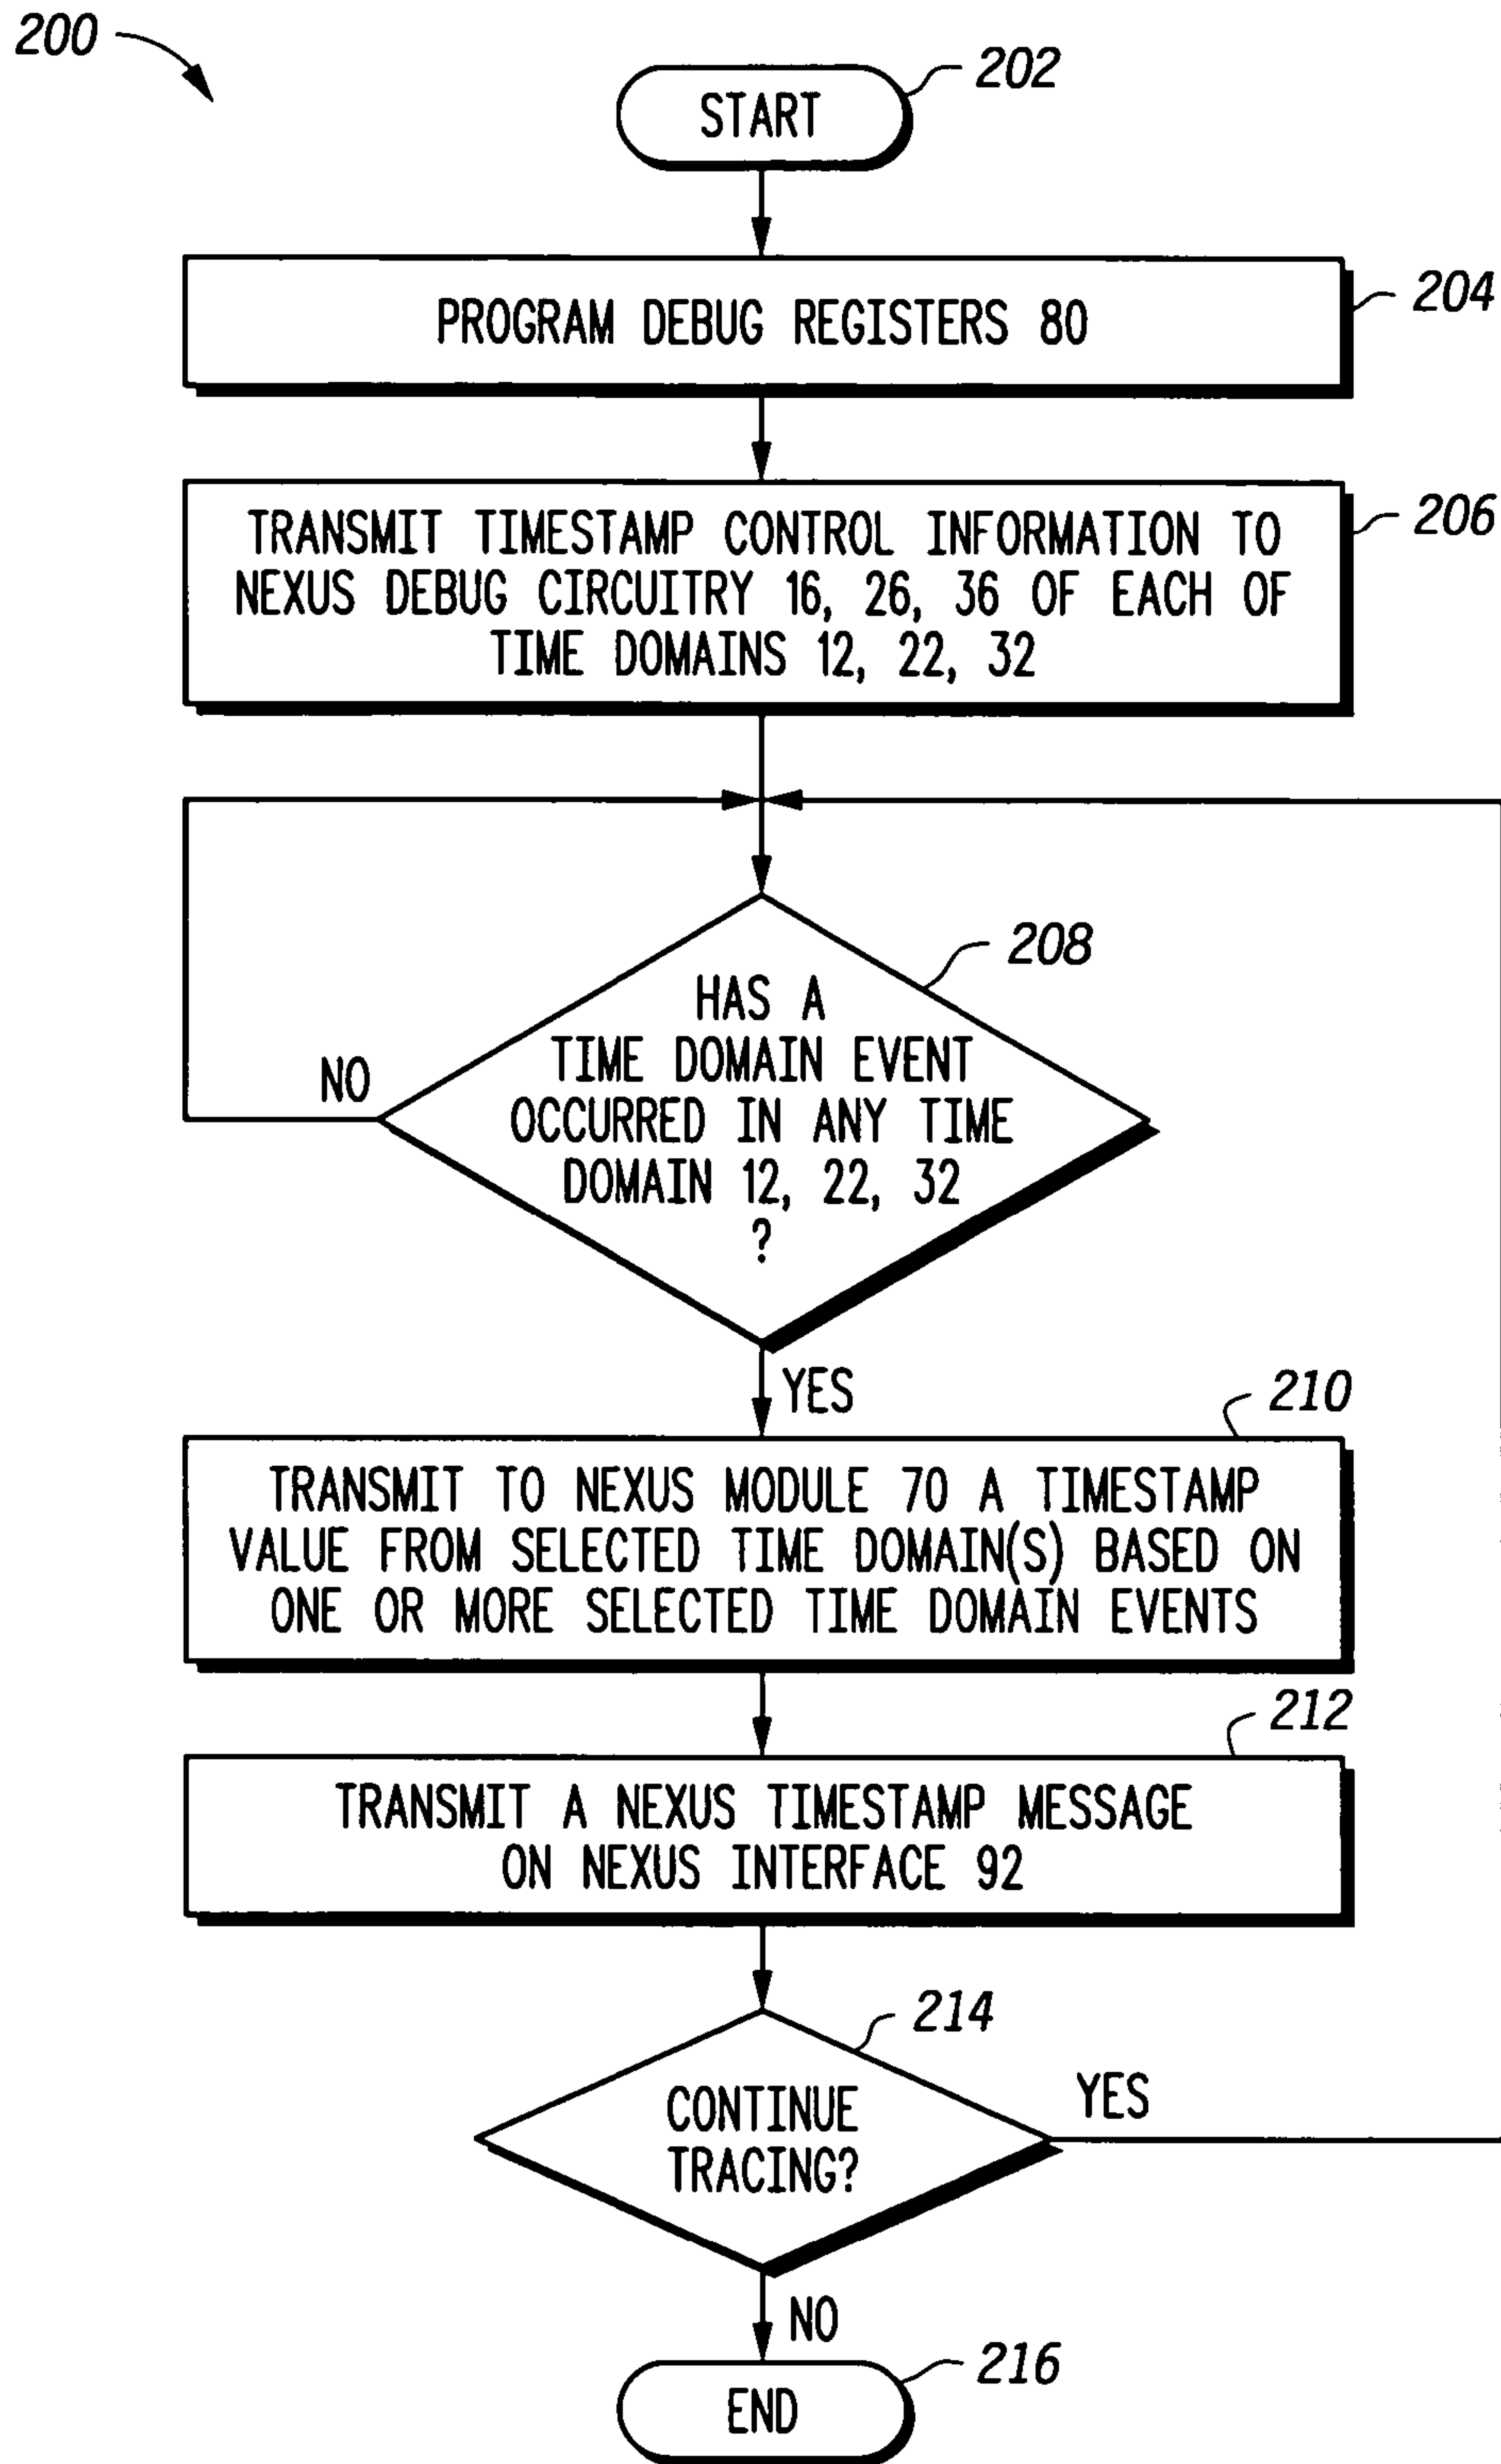 200
START
202
PROGRAM DEBUG REGISTERS 80
204
TRANSMIT TIMESTAMP CONTROL INFORMATION TO
NEXUS DEBUG CIRCUITRY 16, 26, 36 OF EACH OF
TIME DOMAINS 12, 22, 32
206
HAS A
TIME DOMAIN EVENT
OCCURRED IN ANY TIME
DOMAIN 12, 22, 32
?
208
NO
YES
210
TRANSMIT TO NEXUS MODULE 70 A TIMESTAMP
VALUE FROM SELECTED TIME DOMAIN(S) BASED ON
ONE OR MORE SELECTED TIME DOMAIN EVENTS
212
TRANSMIT A NEXUS TIMESTAMP MESSAGE
ON NEXUS INTERFACE 92
214
CONTINUE
TRACING?
YES
NO
216
END